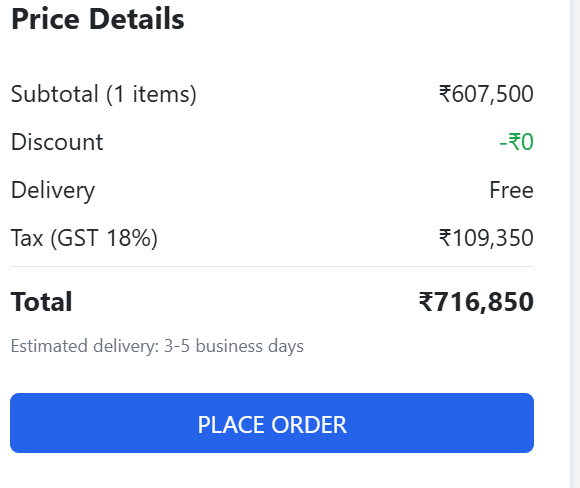 Price Details
Subtotal (1 items) ₹607,500
Discount -₹0
Delivery Free
Tax (GST 18%) ₹109,350
Total ₹716,850
Estimated delivery: 3-5 business days
PLACE ORDER